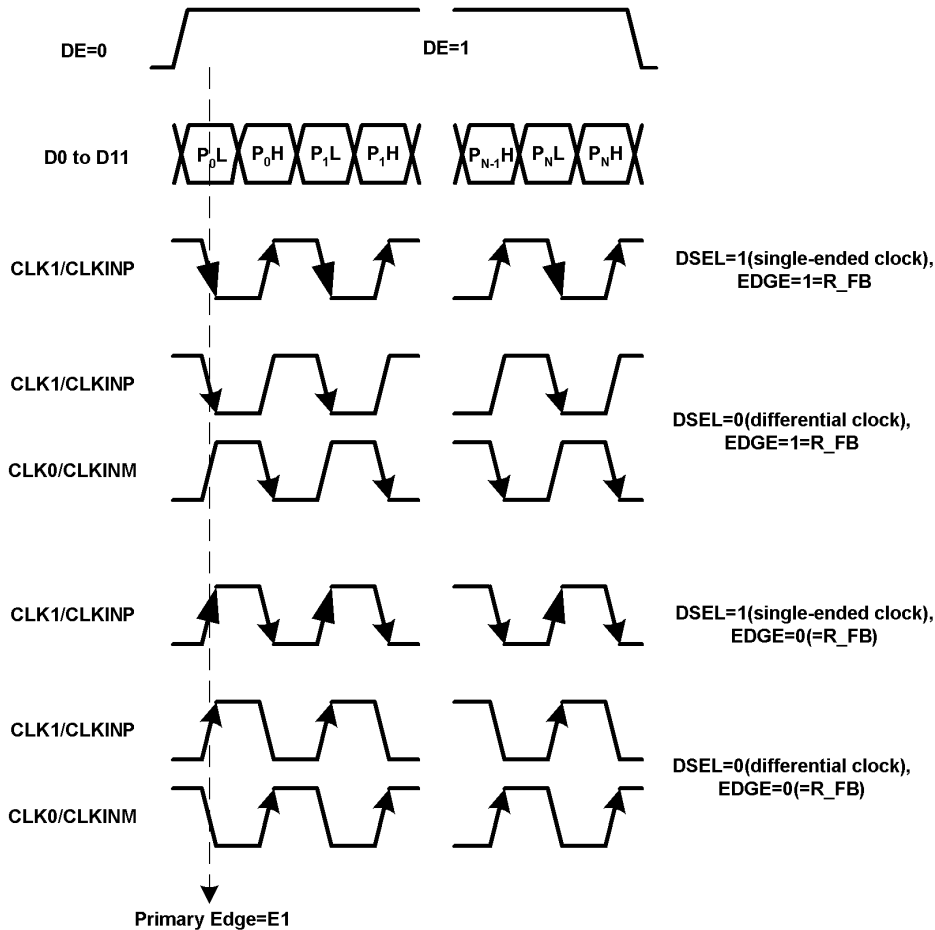 DE=0
DE=1
D0 to D11
P0L P0H P1L P1H PN-1H PNL PNH
CLK1/CLKINP
DSEL=1(single-ended clock),
EDGE=1=R_FB
CLK1/CLKINP
DSEL=0(differential clock),
EDGE=1=R_FB
CLK0/CLKINM
CLK1/CLKINP
DSEL=1(single-ended clock),
EDGE=0(=R_FB)
CLK1/CLKINP
DSEL=0(differential clock),
EDGE=0(=R_FB)
CLK0/CLKINM
Primary Edge=E1